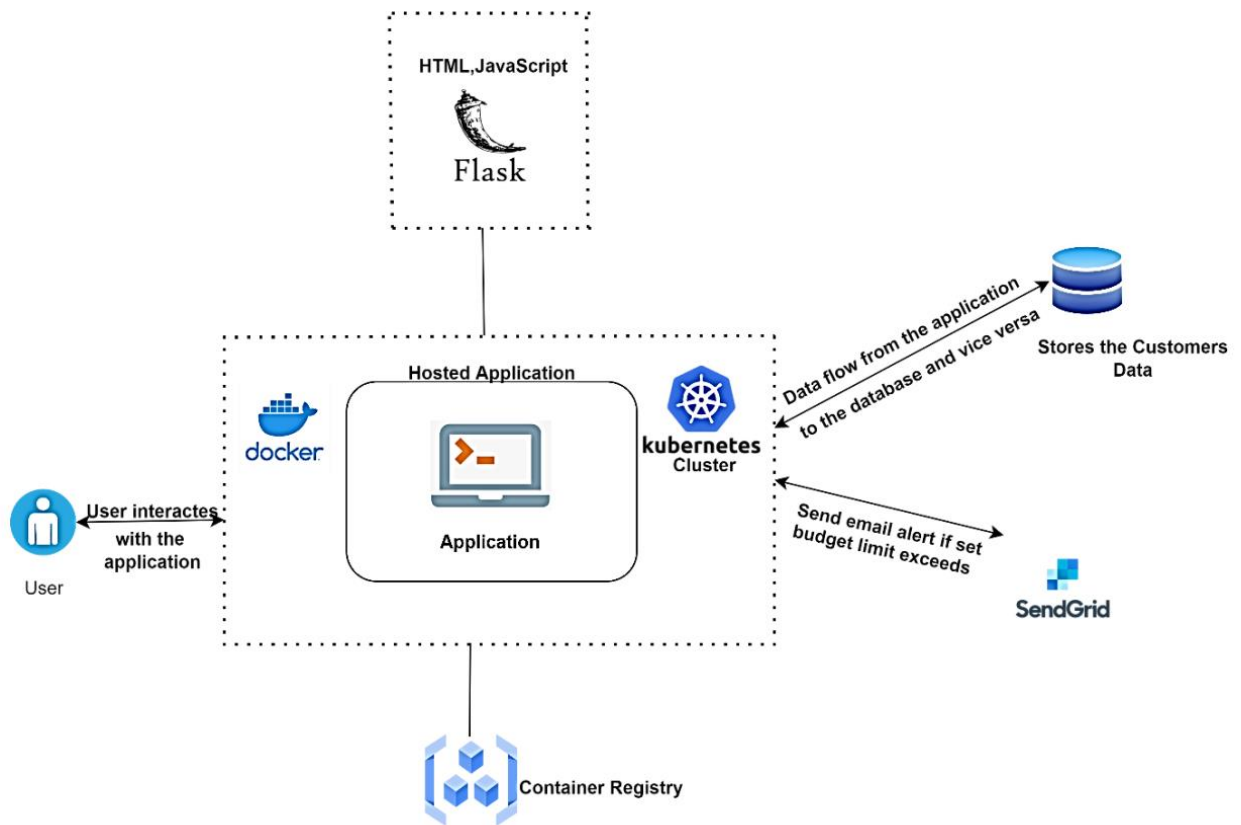 HTML,JavaScript
Flask
Hosted Application
docker
kubernetes
Cluster
Application
User interactes
with the
application
User
Data flow from the application
to the database and vice versa
Stores the Customers
Data
Send email alert if set
budget limit exceeds
SendGrid
Container Registry